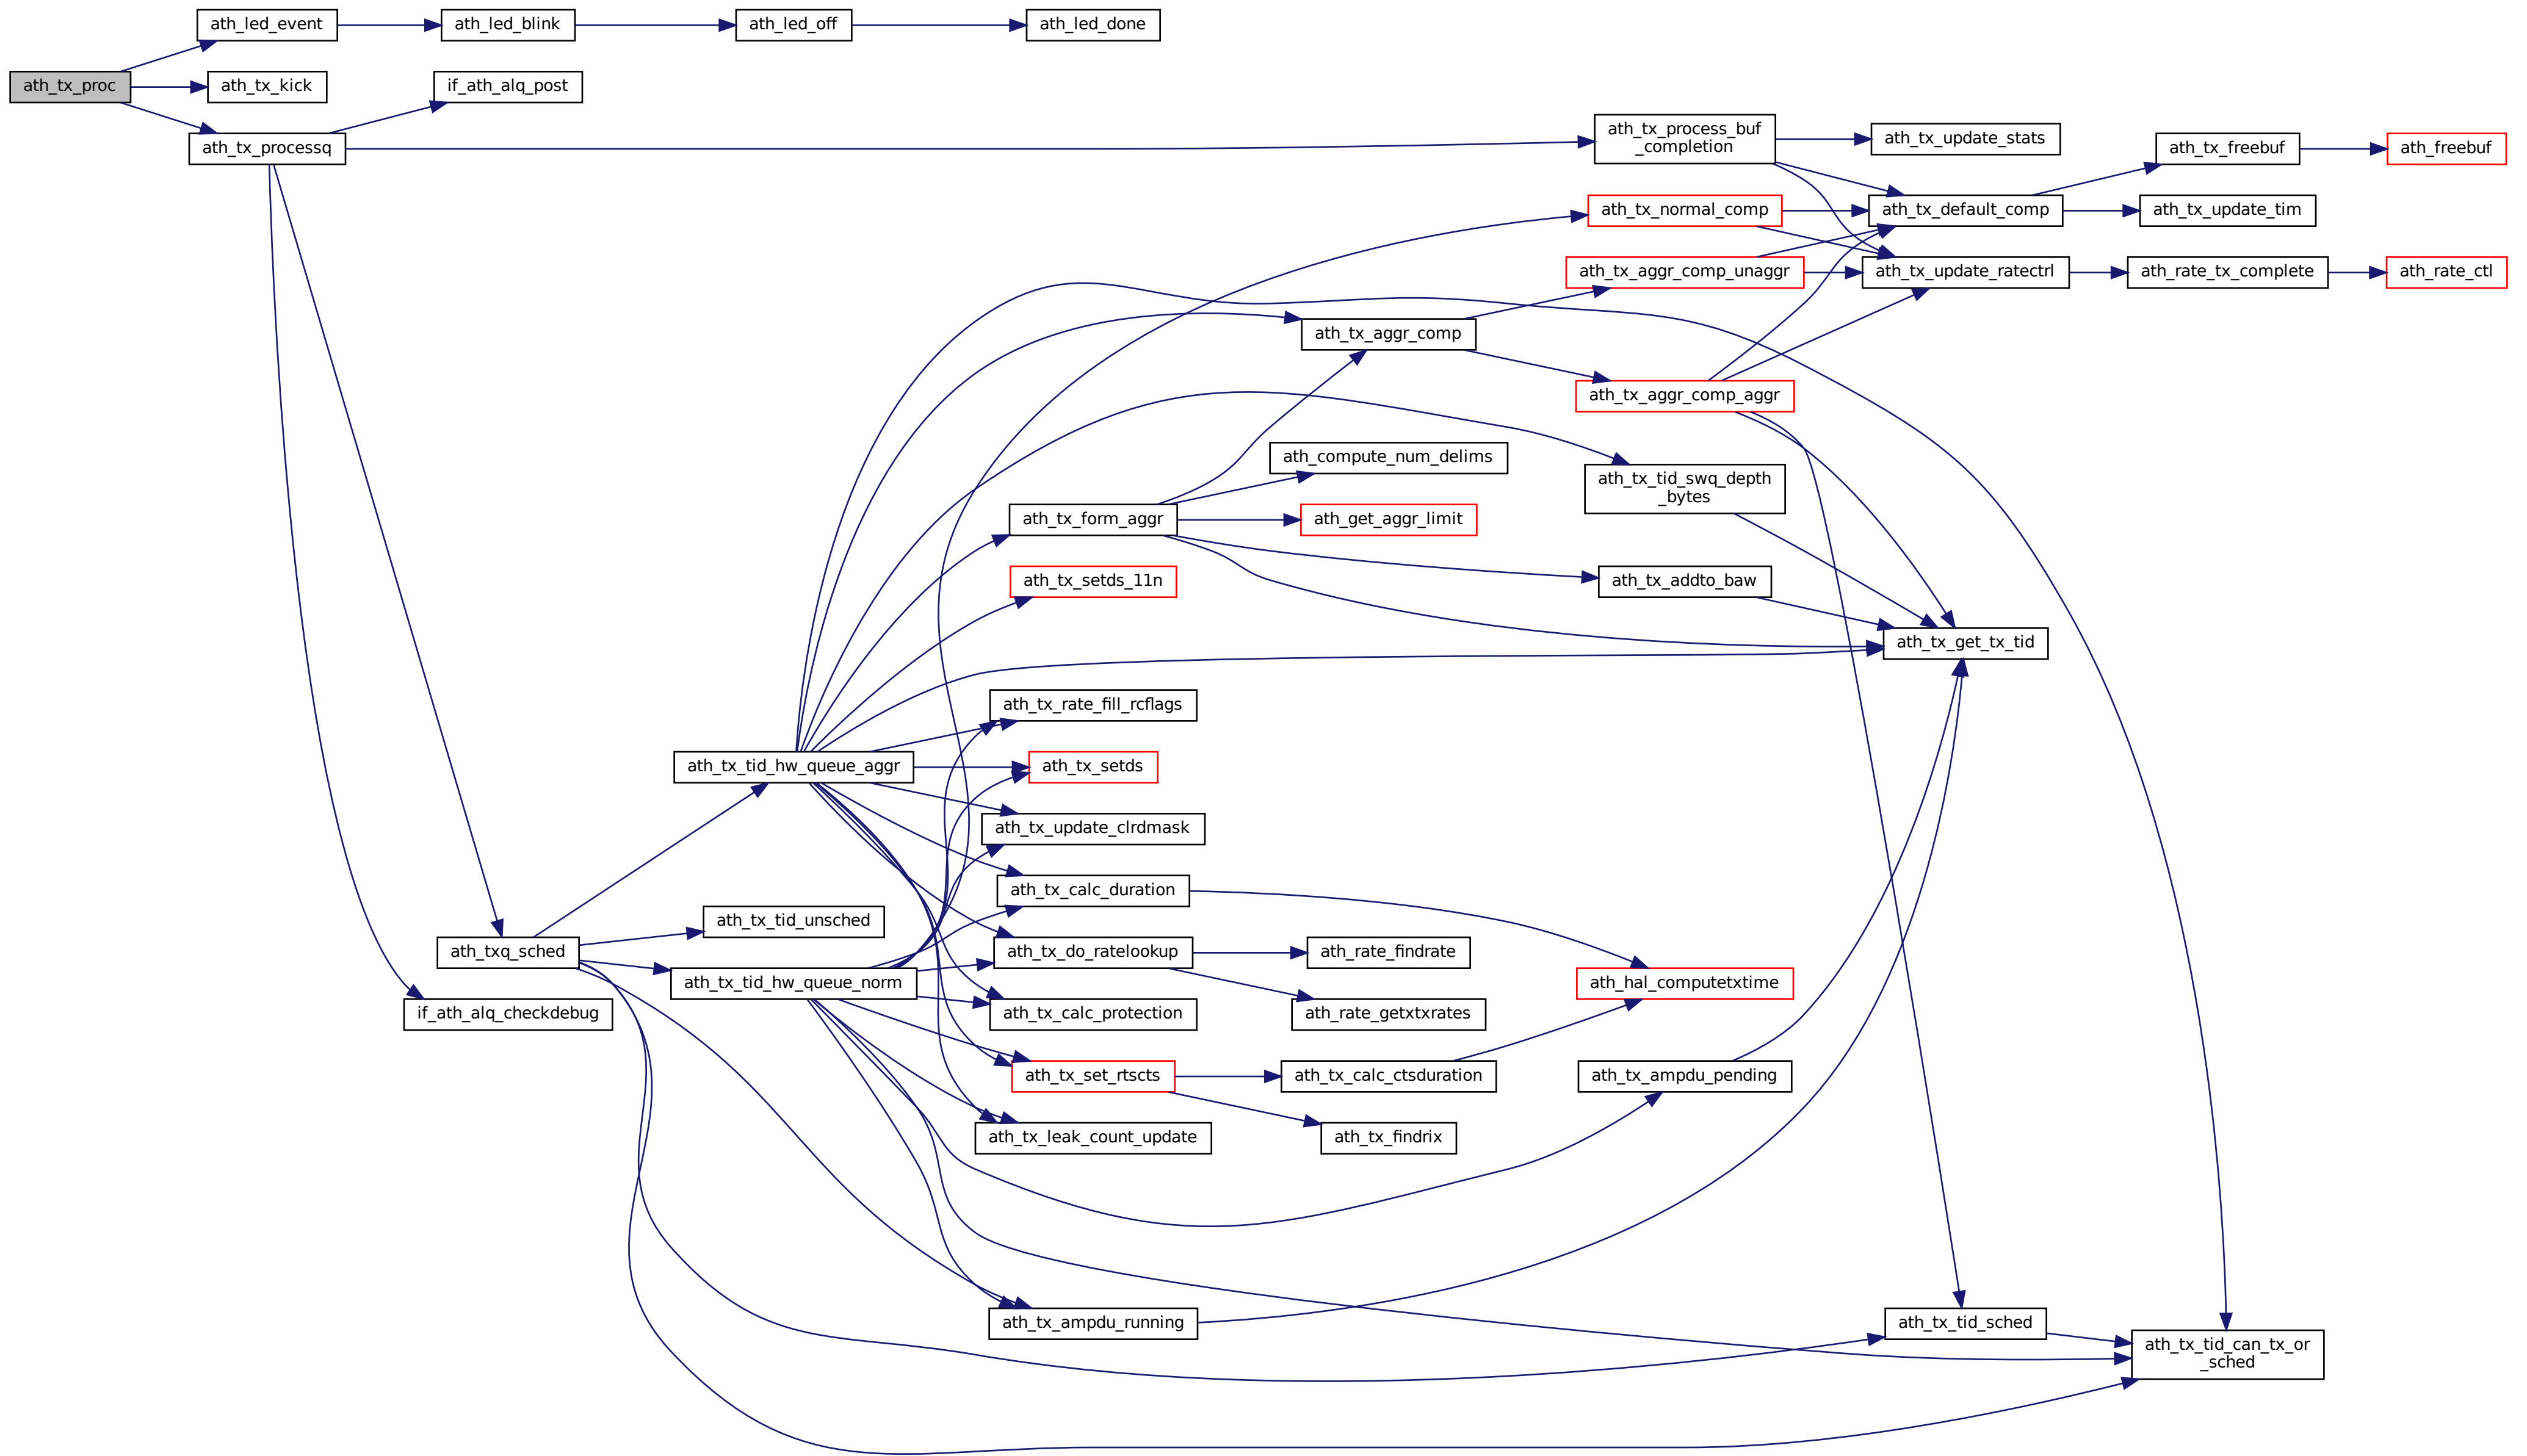 ath_led_event
ath_led_blink
ath_led_off
ath_led_done
ath_tx_proc
ath_tx_kick
if_ath_alq_post
ath_tx_processq
ath_tx_process_buf
_completion
ath_tx_update_stats
ath_tx_freebuf
ath_freebuf
ath_tx_normal_comp
ath_tx_default_comp
ath_tx_update_tim
ath_tx_aggr_comp_unaggr
ath_tx_update_ratectrl
ath_rate_tx_complete
ath_rate_ctl
ath_tx_aggr_comp
ath_tx_aggr_comp_aggr
ath_compute_num_delims
ath_tx_tid_swq_depth
_bytes
ath_tx_form_aggr
ath_get_aggr_limit
ath_tx_setds_11n
ath_tx_addto_baw
ath_tx_get_tx_tid
ath_tx_rate_fill_rcflags
ath_tx_tid_hw_queue_aggr
ath_tx_setds
ath_tx_update_clrdmask
ath_tx_calc_duration
ath_tx_tid_unsched
ath_txq_sched
ath_tx_do_ratelookup
ath_rate_findrate
ath_tx_tid_hw_queue_norm
ath_hal_computetxtime
if_ath_alq_checkdebug
ath_tx_calc_protection
ath_rate_getxtxrates
ath_tx_set_rtscts
ath_tx_calc_ctsduration
ath_tx_ampdu_pending
ath_tx_leak_count_update
ath_tx_findrix
ath_tx_ampdu_running
ath_tx_tid_sched
ath_tx_tid_can_tx_or
_sched